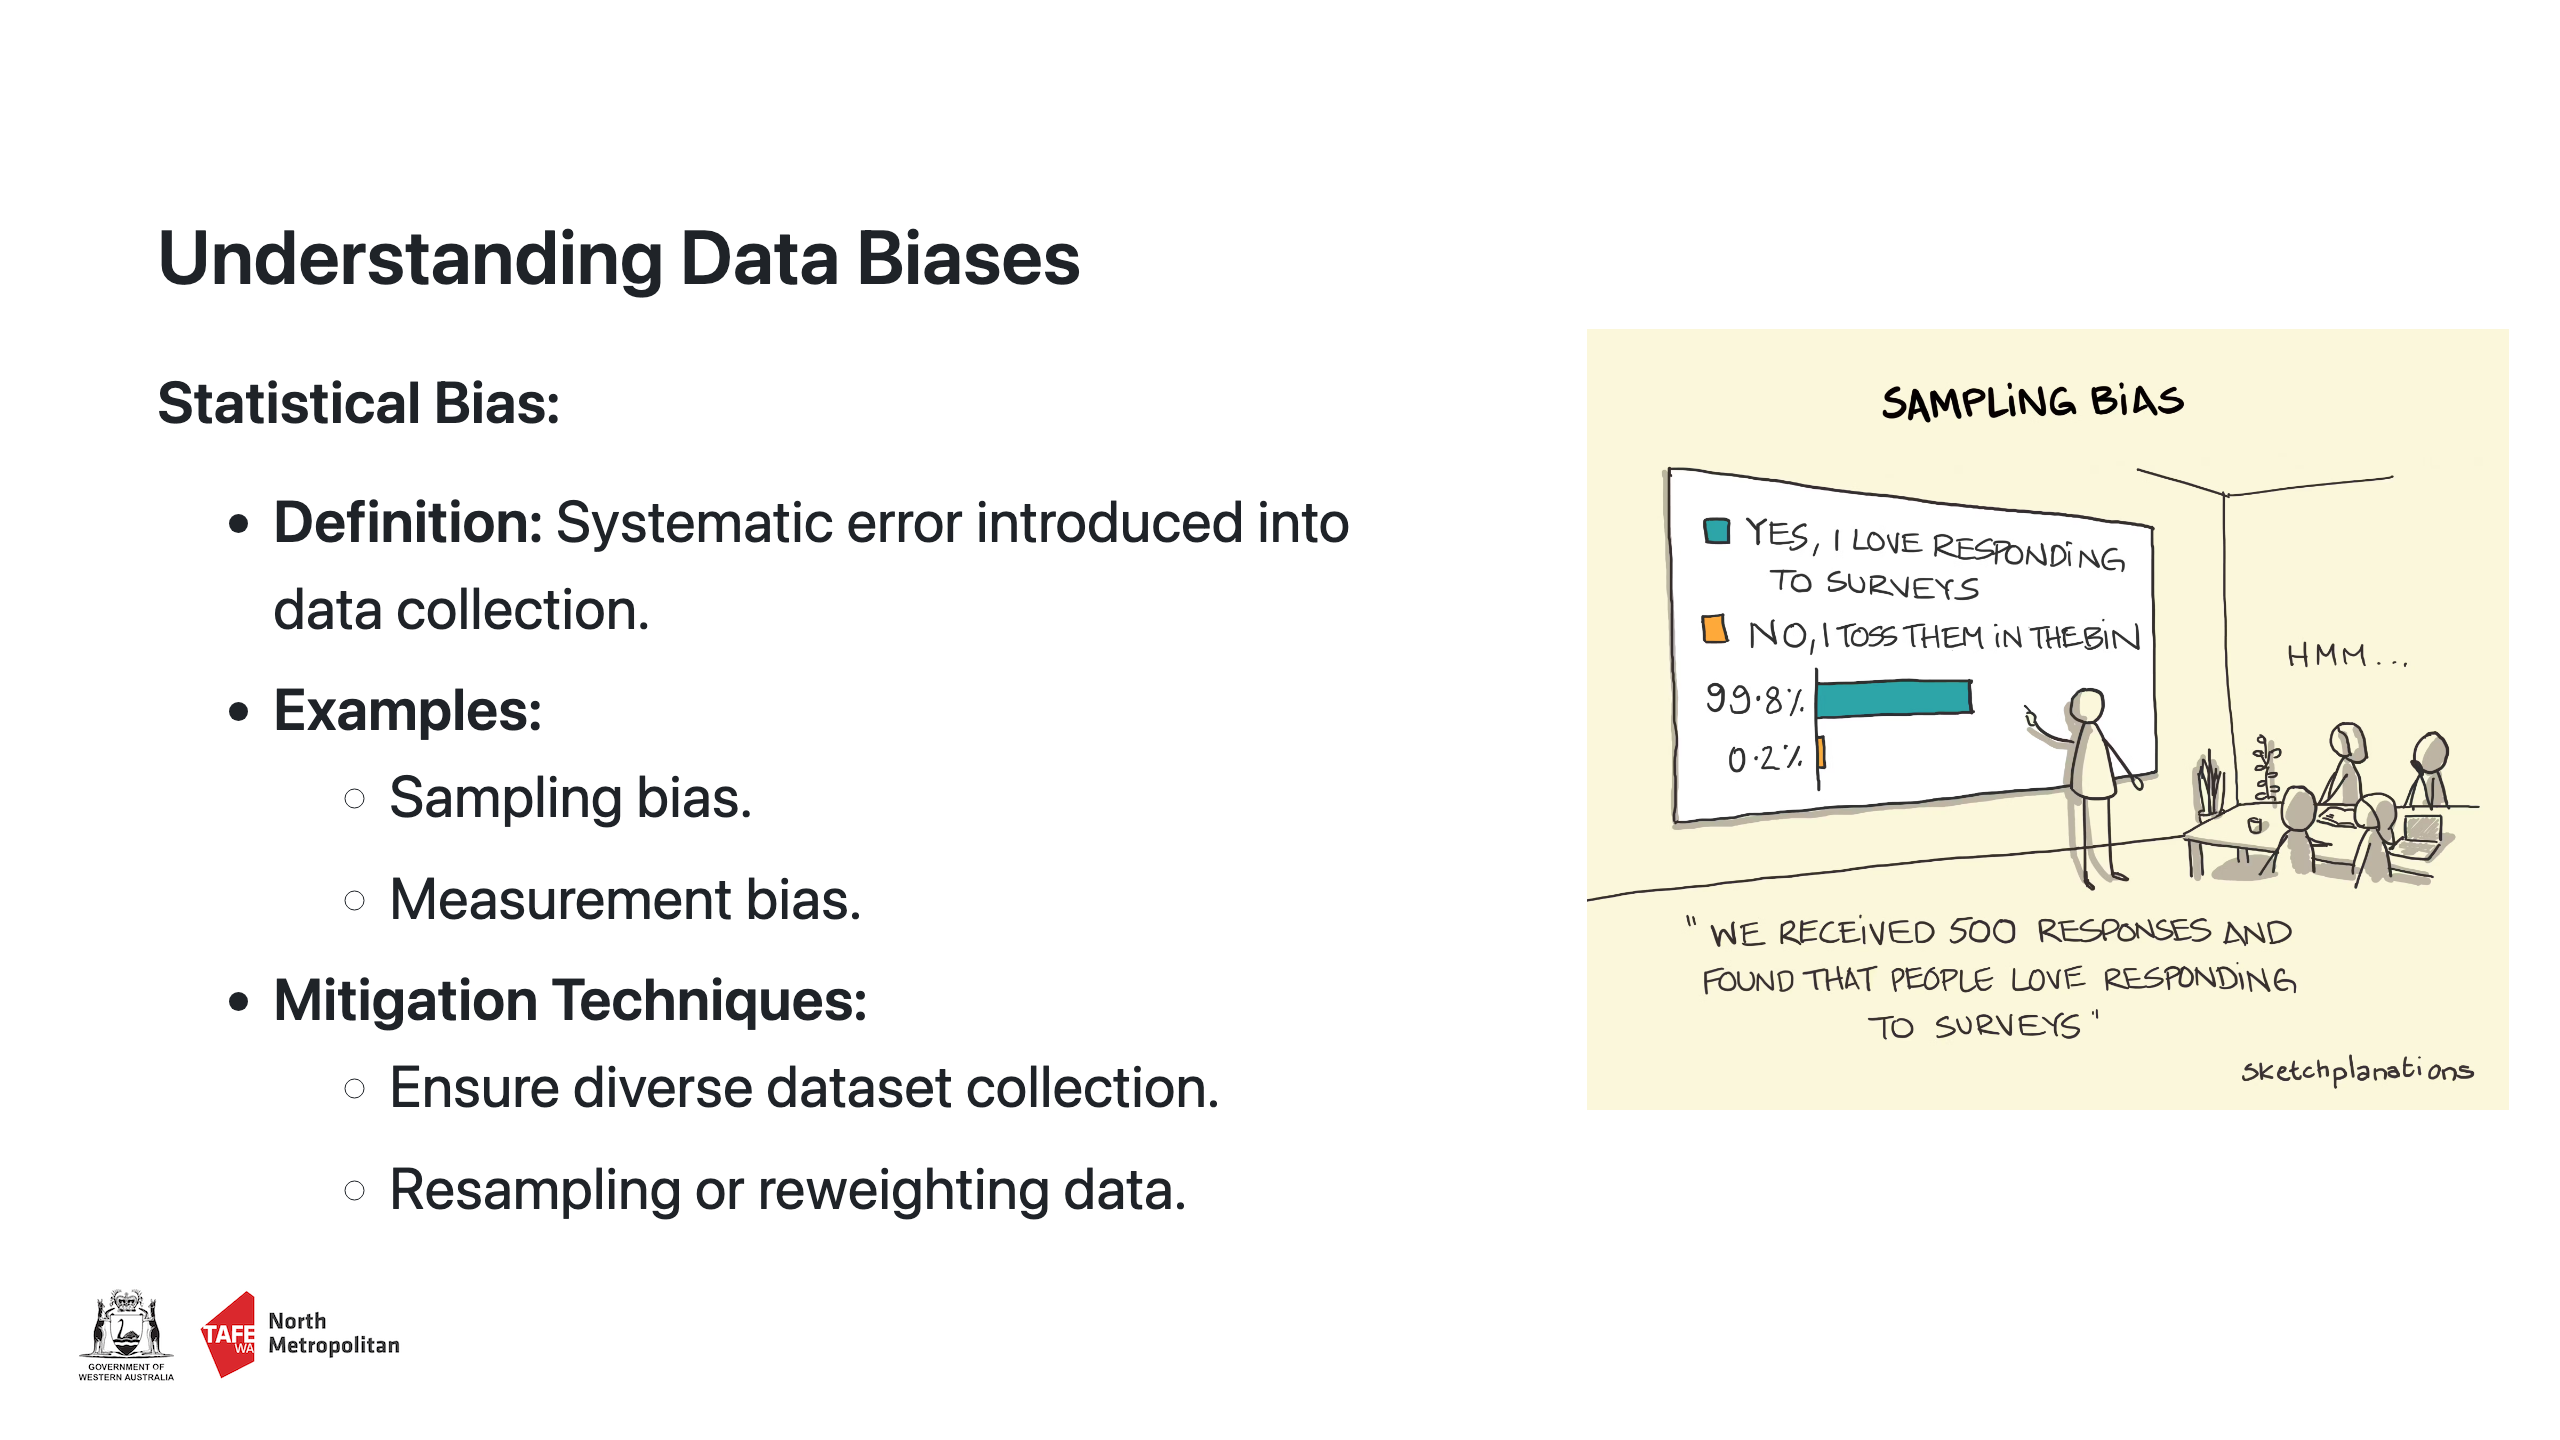 Understanding Data Biases
Statistical Bias:
Definition: Systematic error introduced into
data collection.
Examples:
Sampling bias.
Measurement bias.
Mitigation Techniques:
Ensure diverse dataset collection.
Resampling or reweighting data.
SAMPLING BIAS
YES, I LOVE RESPONDING
TO SURVEYS
NO, I TOSS THEM IN THE BIN
99.8%
0.2%
HMM...
"WE RECEIVED 500 RESPONSES AND
FOUND THAT PEOPLE LOVE RESPONDING
TO SURVEYS"
sketchplanations
GOVERNMENT OF
WESTERN AUSTRALIA
TAFE
WA
North
Metropolitan